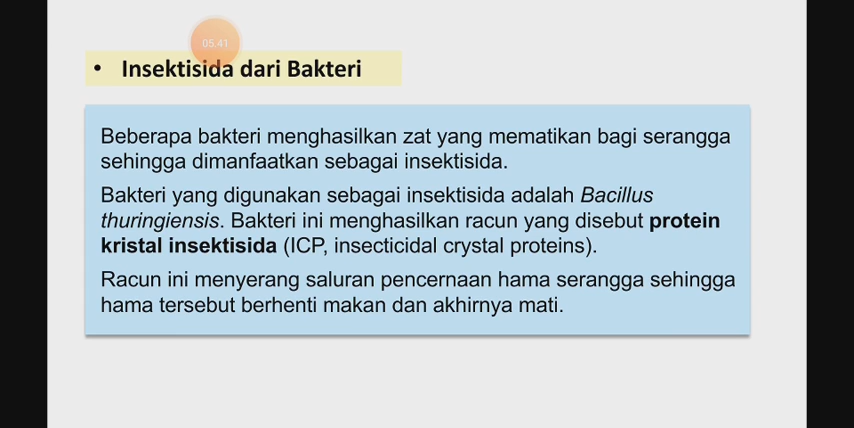 05.41
• Insektisida dari Bakteri
Beberapa bakteri menghasilkan zat yang mematikan bagi serangga
sehingga dimanfaatkan sebagai insektisida.
Bakteri yang digunakan sebagai insektisida adalah Bacillus
thuringiensis. Bakteri ini menghasilkan racun yang disebut protein
kristal insektisida (ICP, insecticidal crystal proteins).
Racun ini menyerang saluran pencernaan hama serangga sehingga
hama tersebut berhenti makan dan akhirnya mati.